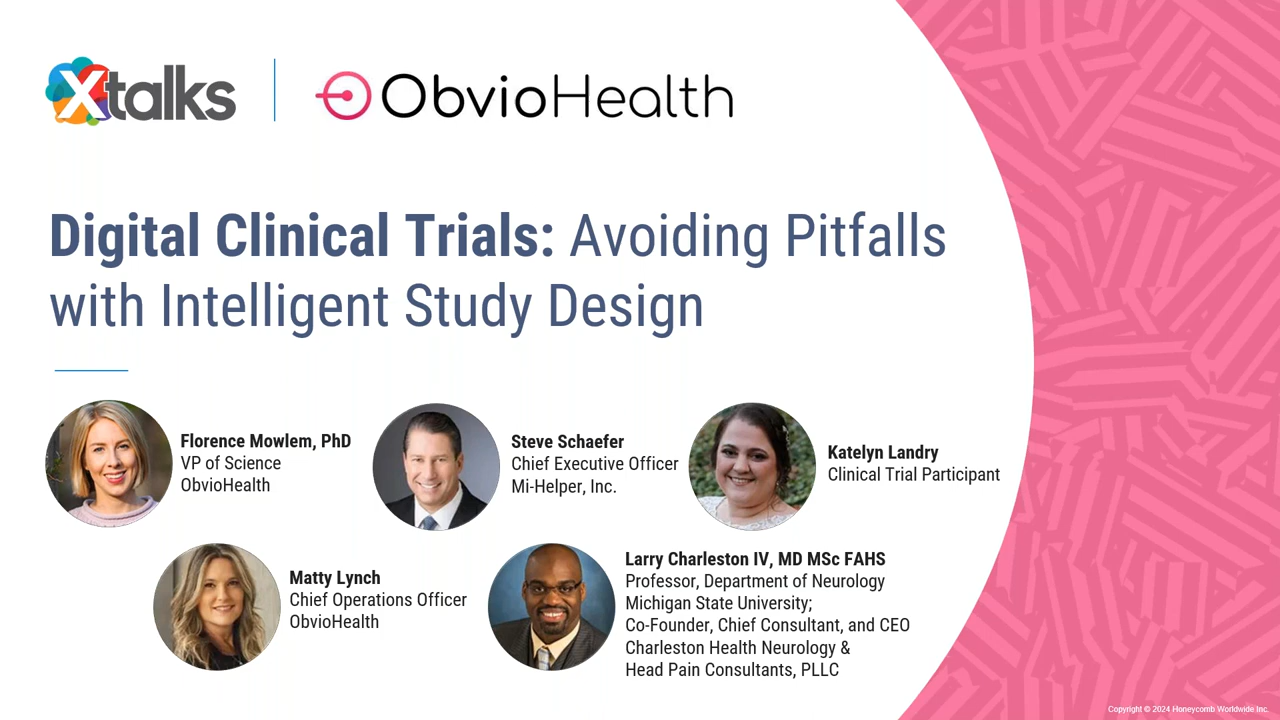 Xtalks
ObvioHealth
Digital Clinical Trials: Avoiding Pitfalls
with Intelligent Study Design
Florence Mowlem, PhD
VP of Science
ObvioHealth
Steve Schaefer
Chief Executive Officer
Mi-Helper, Inc.
Katelyn Landry
Clinical Trial Participant
Matty Lynch
Chief Operations Officer
ObvioHealth
Larry Charleston IV, MD MSc FAHS
Professor, Department of Neurology
Michigan State University;
Co-Founder, Chief Consultant, and CEO
Charleston Health Neurology &
Head Pain Consultants, PLLC
Copyright © 2024 Honeycomb Worldwide Inc.